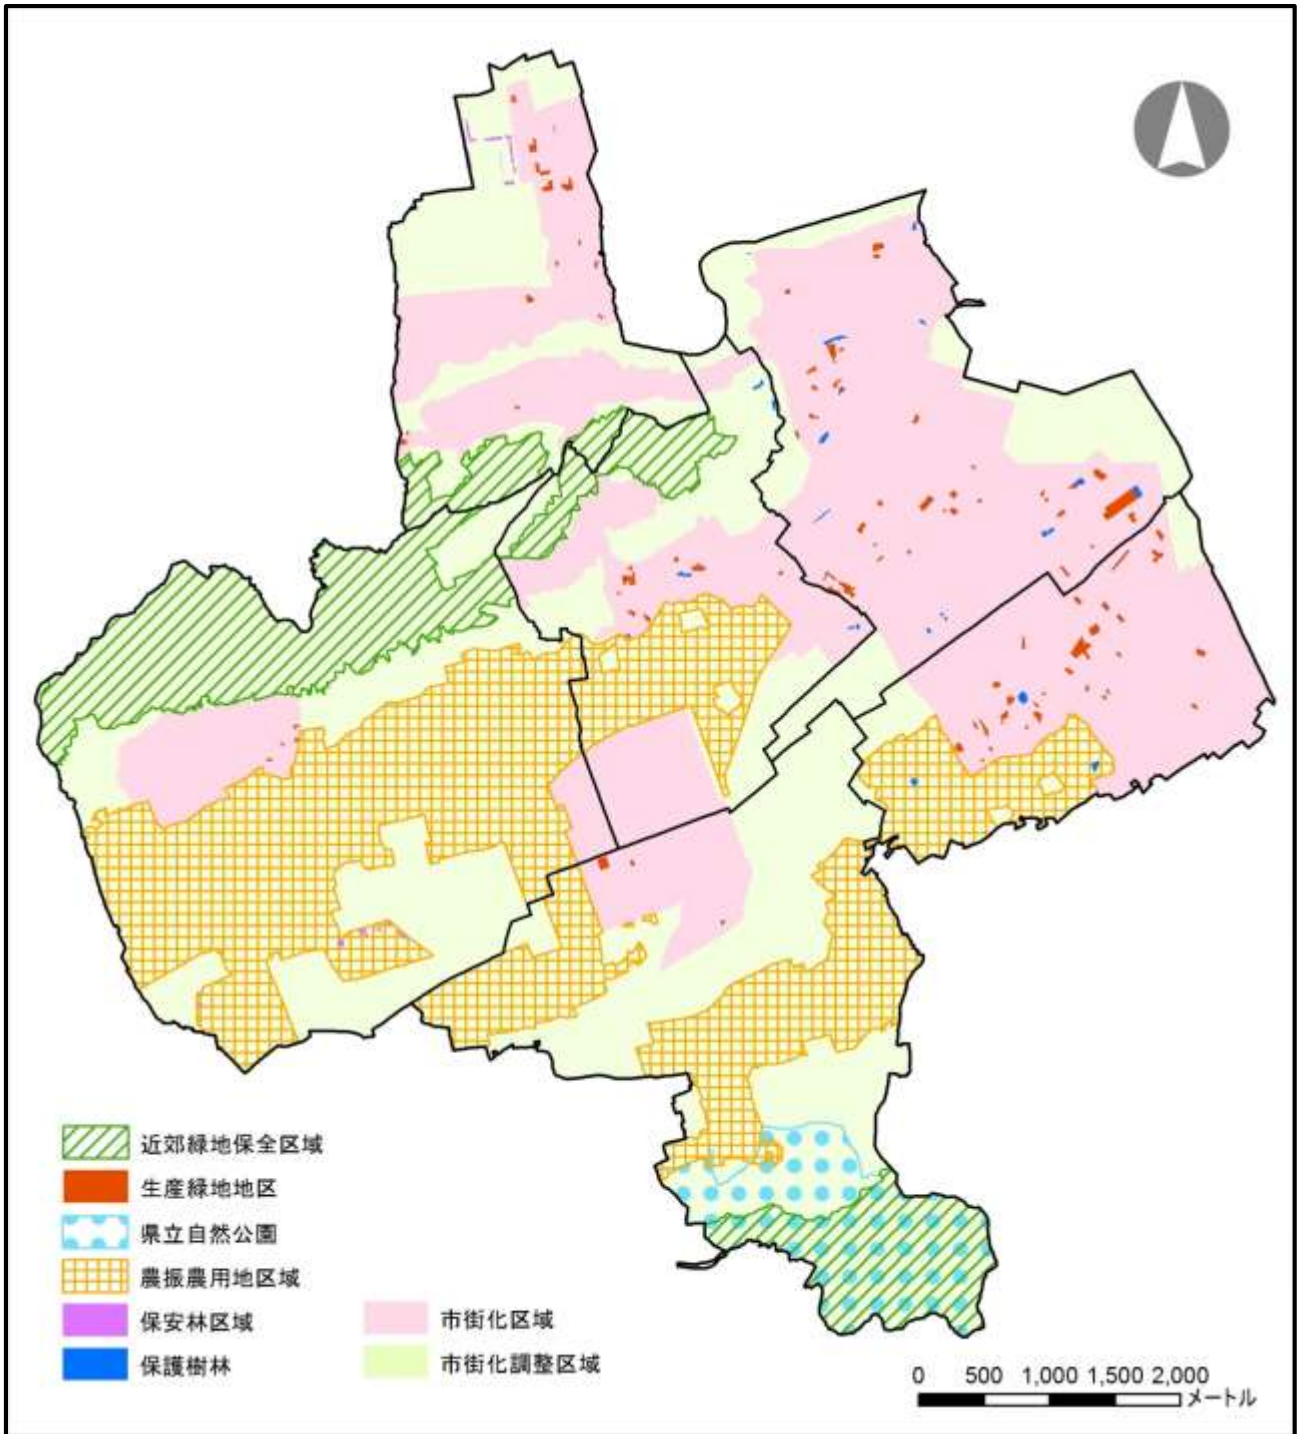 近郊緑地保全区域
生産緑地地区
県立自然公園
農振農用地区域
保安林区域
保護樹林
市街化区域
市街化調整区域
0 500 1,000 1,500 2,000
メートル